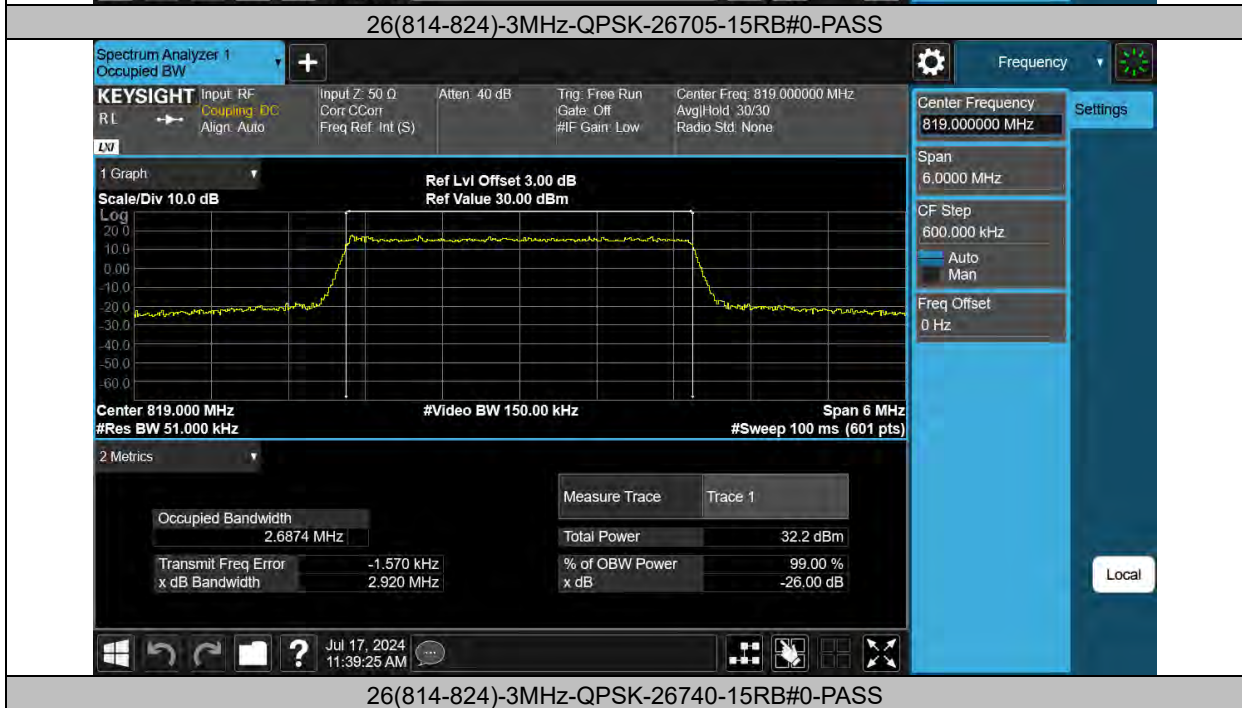 26(814-824)-3MHz-QPSK-26705-15RB#0-PASS
Spectrum Analyzer 1
Occupied BW
+
Frequency
KEYSIGHT Input: RF Input Z: 50 Ω Atten: 40 dB Trig: Free Run Center Freq: 819.000000 MHz
RL Coupling: DC Corr CCorr Gate: Off Avg|Hold: 30/30
Align: Auto Freq Ref: Int (S) #IF Gain: Low Radio Std: None
LXI
Center Frequency
819.000000 MHz
Settings
Span
6.0000 MHz
CF Step
600.000 kHz
Auto
Man
Freq Offset
0 Hz
Local
1 Graph
Ref Lvl Offset 3.00 dB
Scale/Div 10.0 dB Ref Value 30.00 dBm
Log
20.0
10.0
0.00
-10.0
-20.0
-30.0
-40.0
-50.0
-60.0
Center 819.000 MHz #Video BW 150.00 kHz Span 6 MHz
#Res BW 51.000 kHz #Sweep 100 ms (601 pts)
2 Metrics
Measure Trace Trace 1
Occupied Bandwidth
2.6874 MHz Total Power 32.2 dBm
Transmit Freq Error -1.570 kHz % of OBW Power 99.00 %
x dB Bandwidth 2.920 MHz x dB -26.00 dB
? Jul 17, 2024
11:39:25 AM
26(814-824)-3MHz-QPSK-26740-15RB#0-PASS